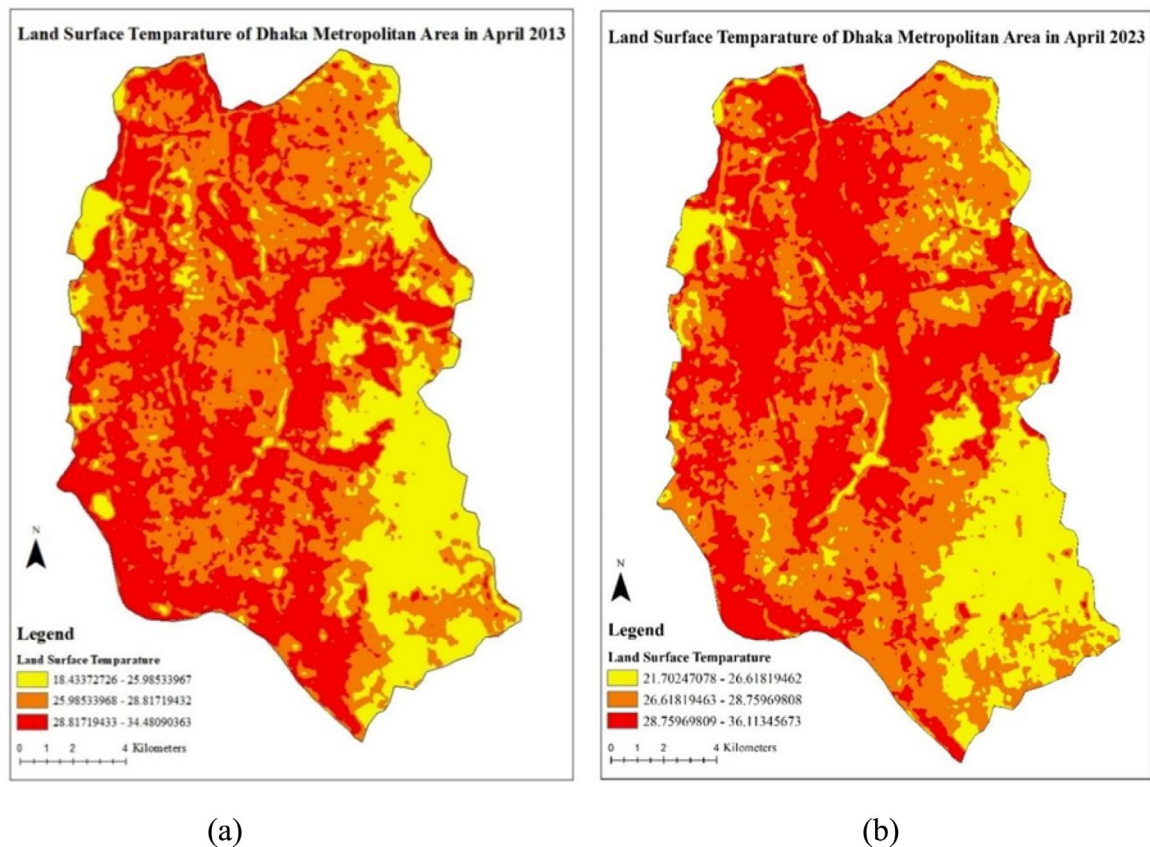 Land Surface Temparature of Dhaka Metropolitan Area in April 2013
N
Legend
Land Surface Temparature
18.43372726 - 25.98533967
25.98533968 - 28.81719432
28.81719433 - 34.48090363
0 1 2 4 Kilometers
(a)
Land Surface Temparature of Dhaka Metropolitan Area in April 2023
N
Legend
Land Surface Temparature
21.70247078 - 26.61819462
26.61819463 - 28.75969808
28.75969809 - 36.11345673
0 1 2 4 Kilometers
(b)